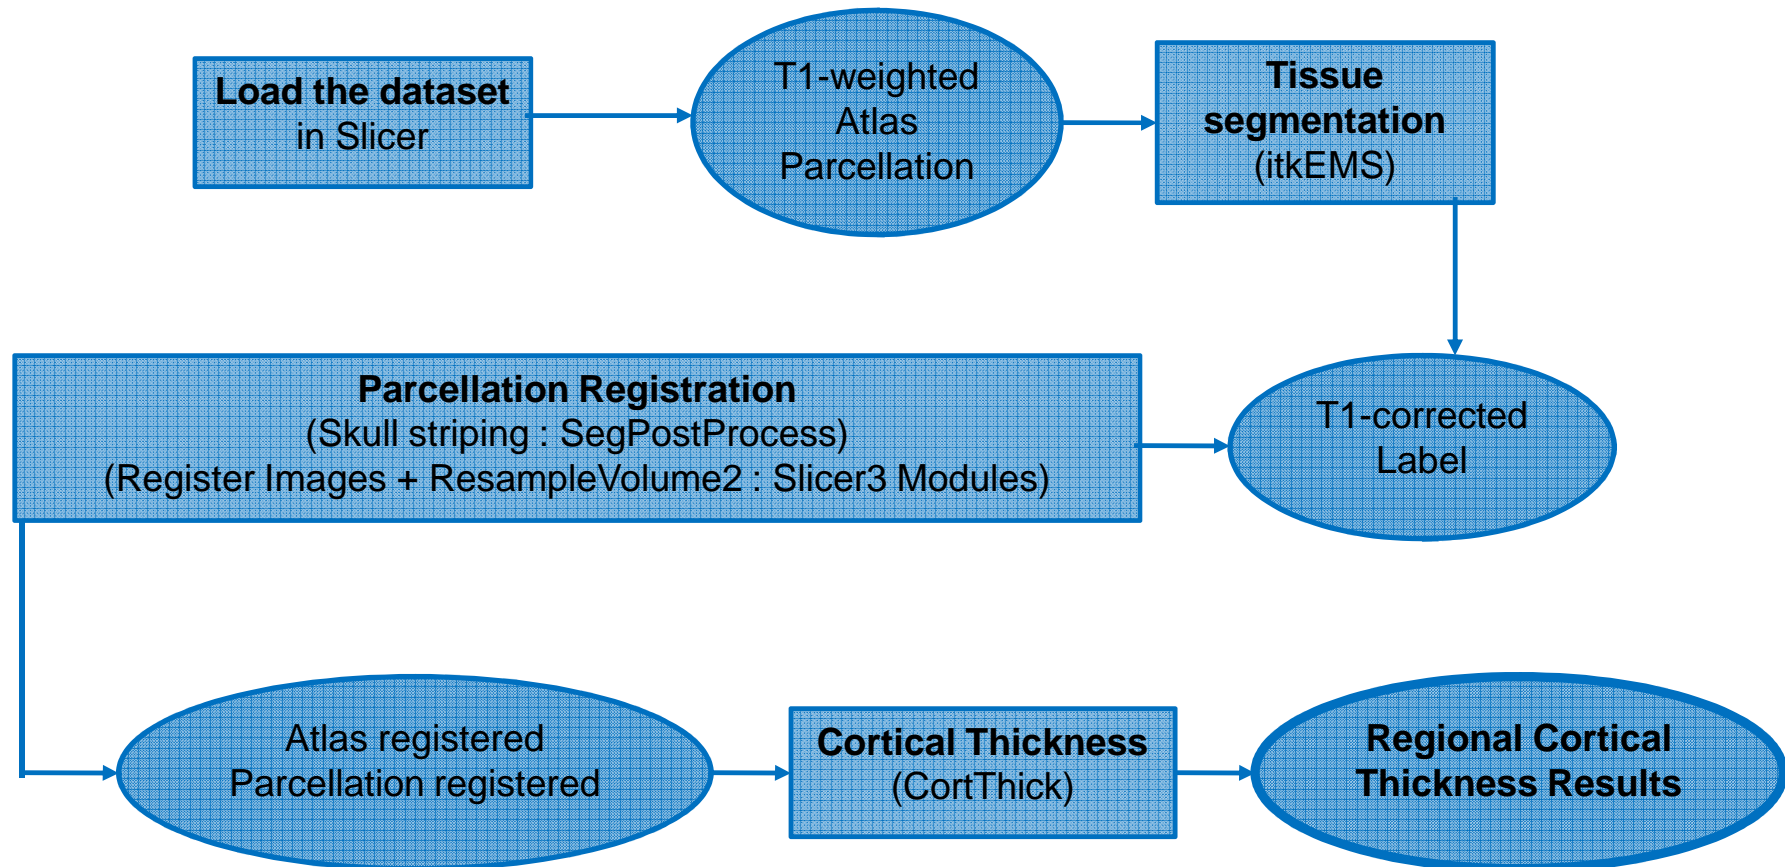 Load the dataset
in Slicer
T1-weighted
Atlas
Parcellation
Tissue
segmentation
(itkEMS)
Parcellation Registration
(Skull striping : SegPostProcess)
(Register Images + ResampleVolume2 : Slicer3 Modules)
T1-corrected
Label
Atlas registered
Parcellation registered
Cortical Thickness
(CortThick)
Regional Cortical
Thickness Results